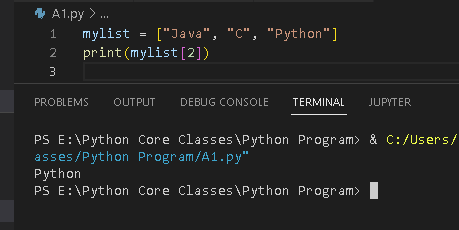 A1.py > ...
1 mylist = ["Java", "C", "Python"]
2 print(mylist[2])
3
PROBLEMS OUTPUT DEBUG CONSOLE TERMINAL JUPYTER
PS E:\Python Core Classes\Python Program> & C:/Users/
asses/Python Program/A1.py"
Python
PS E:\Python Core Classes\Python Program>